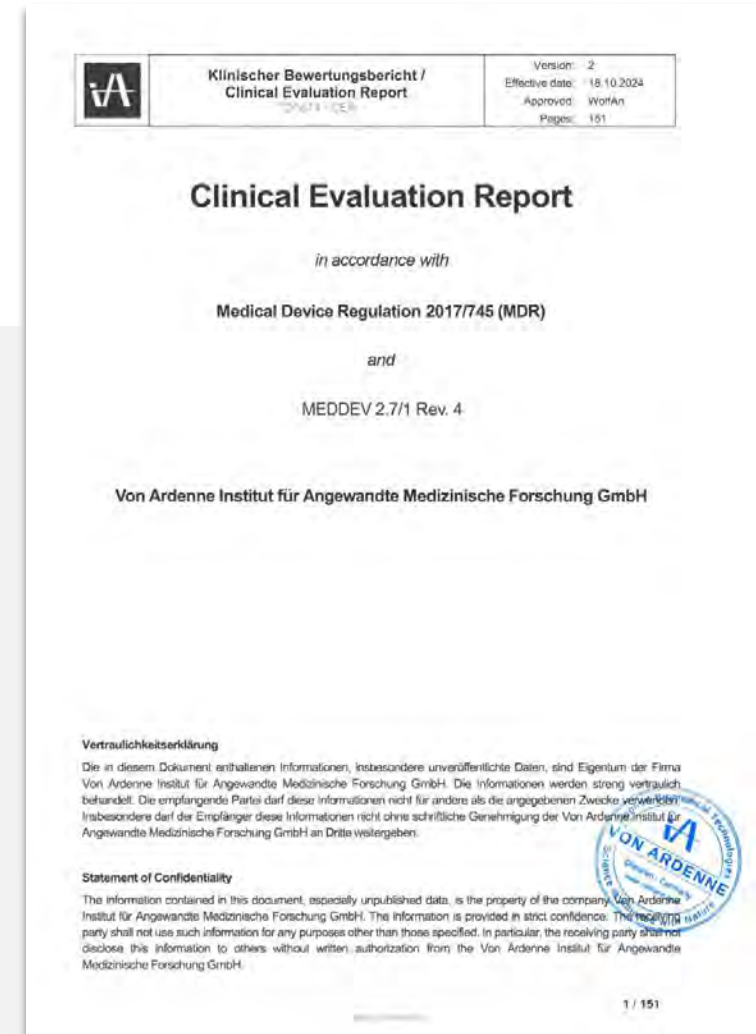 Klinischer Bewertungsbericht /
Clinical Evaluation Report
Version: 2
Effective date: 18.10.2024
Approved:
Pages: 151
Clinical Evaluation Report
in accordance with
Medical Device Regulation 2017/745 (MDR)
and
MEDDEV 2.7/1 Rev. 4
Von Ardenne Institut für Angewandte Medizinische Forschung GmbH
Vertraulichkeitserklärung
Die in diesem Dokument enthaltenen Informationen, insbesondere unveröffentlichte Daten, sind Eigentum der Firma
Von Ardenne Institut für Angewandte Medizinische Forschung GmbH. Die Informationen werden streng vertraulich
behandelt. Die empfangende Partei darf diese Informationen nicht für andere als die angegebenen Zwecke verwenden.
Insbesondere darf der Empfänger diese Informationen nicht ohne schriftliche Genehmigung der Von Ardenne Institut für
Angewandte Medizinische Forschung GmbH an Dritte weitergeben.
VON ARDENNE
Statement of Confidentiality
The information contained in this document, especially unpublished data, is the property of the company Von Ardenne
Institut für Angewandte Medizinische Forschung GmbH. The information is provided in strict confidence. The receiving
party shall not use such information for any purposes other than those specified. In particular, the receiving party shall not
disclose this information to others without written authorization from the Von Ardenne Institut für Angewandte
Medizinische Forschung GmbH.
1 / 151